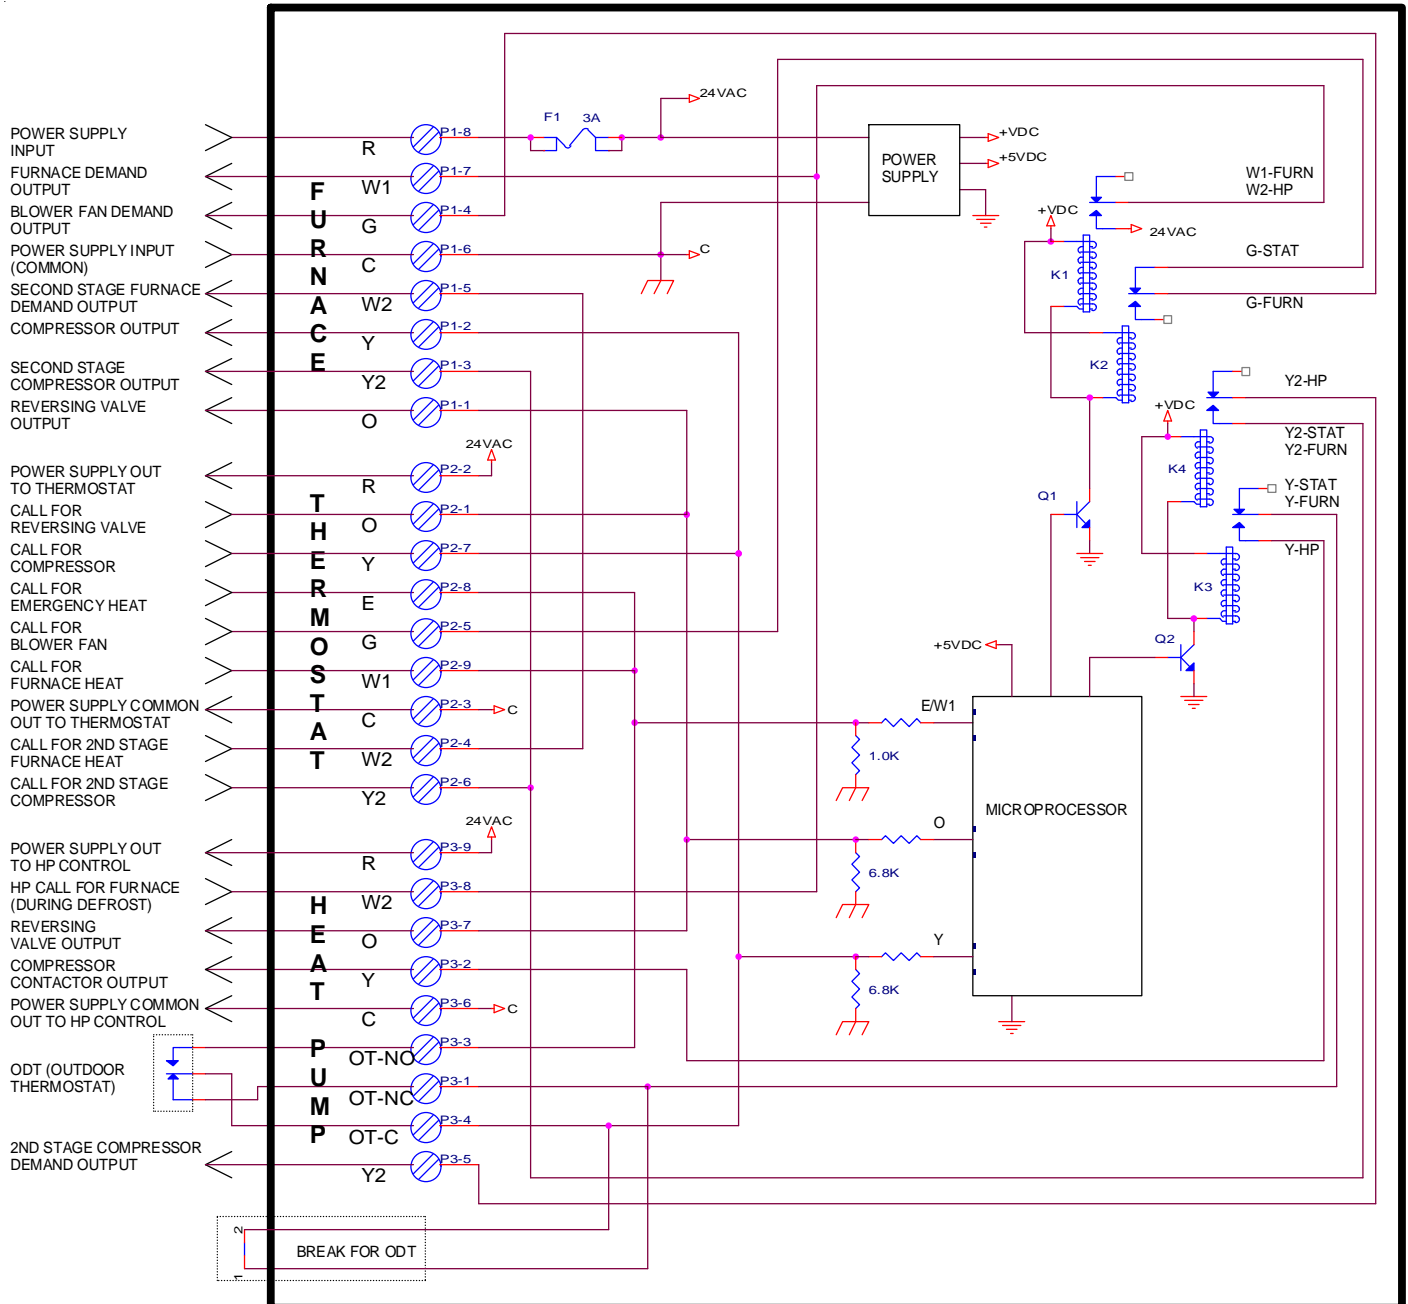 POWER SUPPLY
INPUT
R
P1-8
F1
3A
24VAC
FURNACE DEMAND
OUTPUT
W1
P1-7
BLOWER FAN DEMAND
OUTPUT
G
P1-4
POWER SUPPLY INPUT
(COMMON)
C
P1-6
C
SECOND STAGE FURNACE
DEMAND OUTPUT
W2
P1-5
COMPRESSOR OUTPUT
Y
P1-2
SECOND STAGE
COMPRESSOR OUTPUT
Y2
P1-3
REVERSING VALVE
OUTPUT
O
P1-1
FURNACE
POWER
SUPPLY
+VDC
+5VDC
W1-FURN
W2-HP
+VDC
24VAC
K1
G-STAT
G-FURN
K2
Y2-HP
+VDC
Y2-STAT
Y2-FURN
K4
Y-STAT
Y-FURN
Y-HP
K3
Q1
Q2
POWER SUPPLY OUT
TO THERMOSTAT
R
P2-2
24VAC
CALL FOR
REVERSING VALVE
O
P2-1
CALL FOR
COMPRESSOR
Y
P2-7
CALL FOR
EMERGENCY HEAT
E
P2-8
CALL FOR
BLOWER FAN
G
P2-5
CALL FOR
FURNACE HEAT
W1
P2-9
POWER SUPPLY COMMON
OUT TO THERMOSTAT
C
P2-3
C
CALL FOR 2ND STAGE
FURNACE HEAT
W2
P2-4
CALL FOR 2ND STAGE
COMPRESSOR
Y2
P2-6
THERMOSTAT
+5VDC
E/W1
1.0K
MICROPROCESSOR
O
6.8K
Y
6.8K
POWER SUPPLY OUT
TO HP CONTROL
R
P3-9
24VAC
HP CALL FOR FURNACE
(DURING DEFROST)
W2
P3-8
REVERSING
VALVE OUTPUT
O
P3-7
COMPRESSOR
CONTACTOR OUTPUT
Y
P3-2
POWER SUPPLY COMMON
OUT TO HP CONTROL
C
P3-6
C
ODT (OUTDOOR
THERMOSTAT)
OT-NO
P3-3
OT-NC
P3-1
OT-C
P3-4
2ND STAGE COMPRESSOR
DEMAND OUTPUT
Y2
P3-5
HEAT PUMP
2
BREAK FOR ODT
1